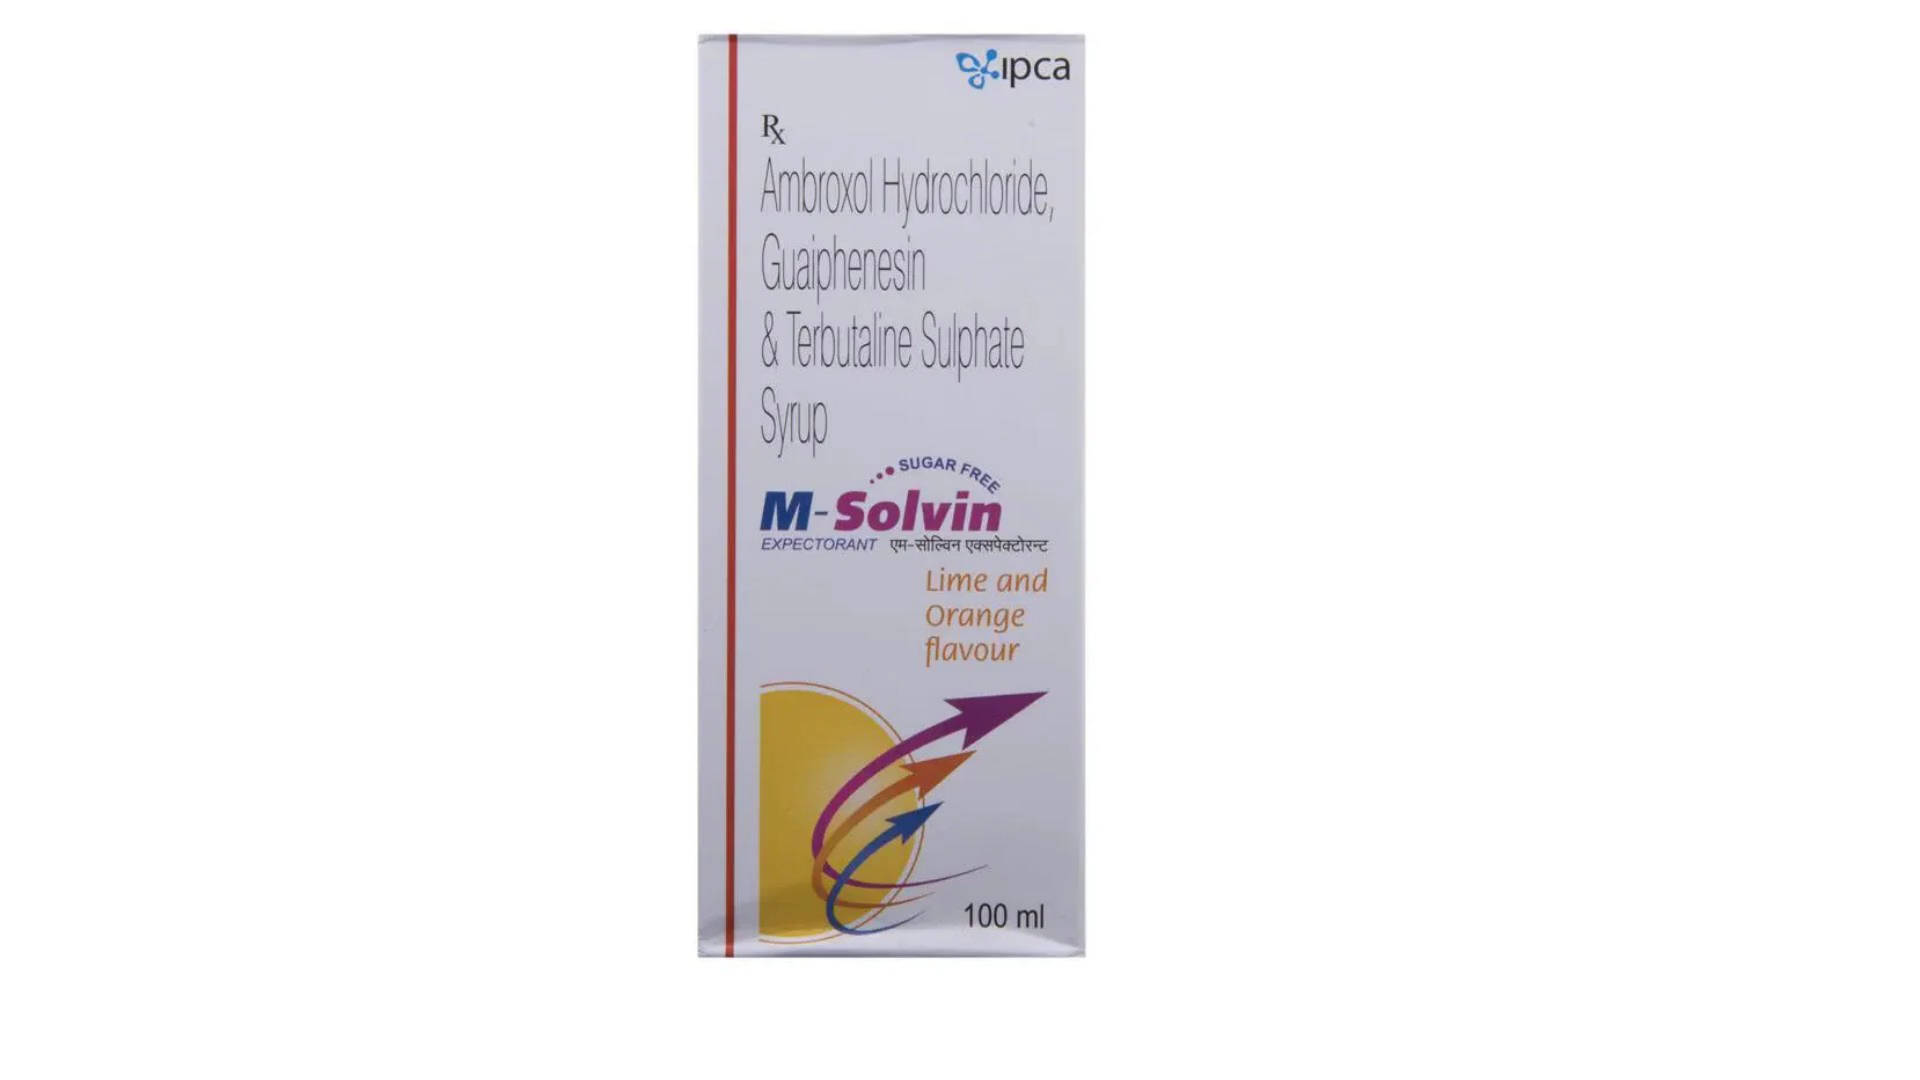 ipca
Rx
Ambroxol Hydrochloride,
Guaiphenesin
& Terbutaline Sulphate
Syrup
SUGAR FREE
M-Solvin
EXPECTORANT एम-सोल्विन एक्सपेक्टोरन्ट
Lime and
Orange
flavour
100 ml